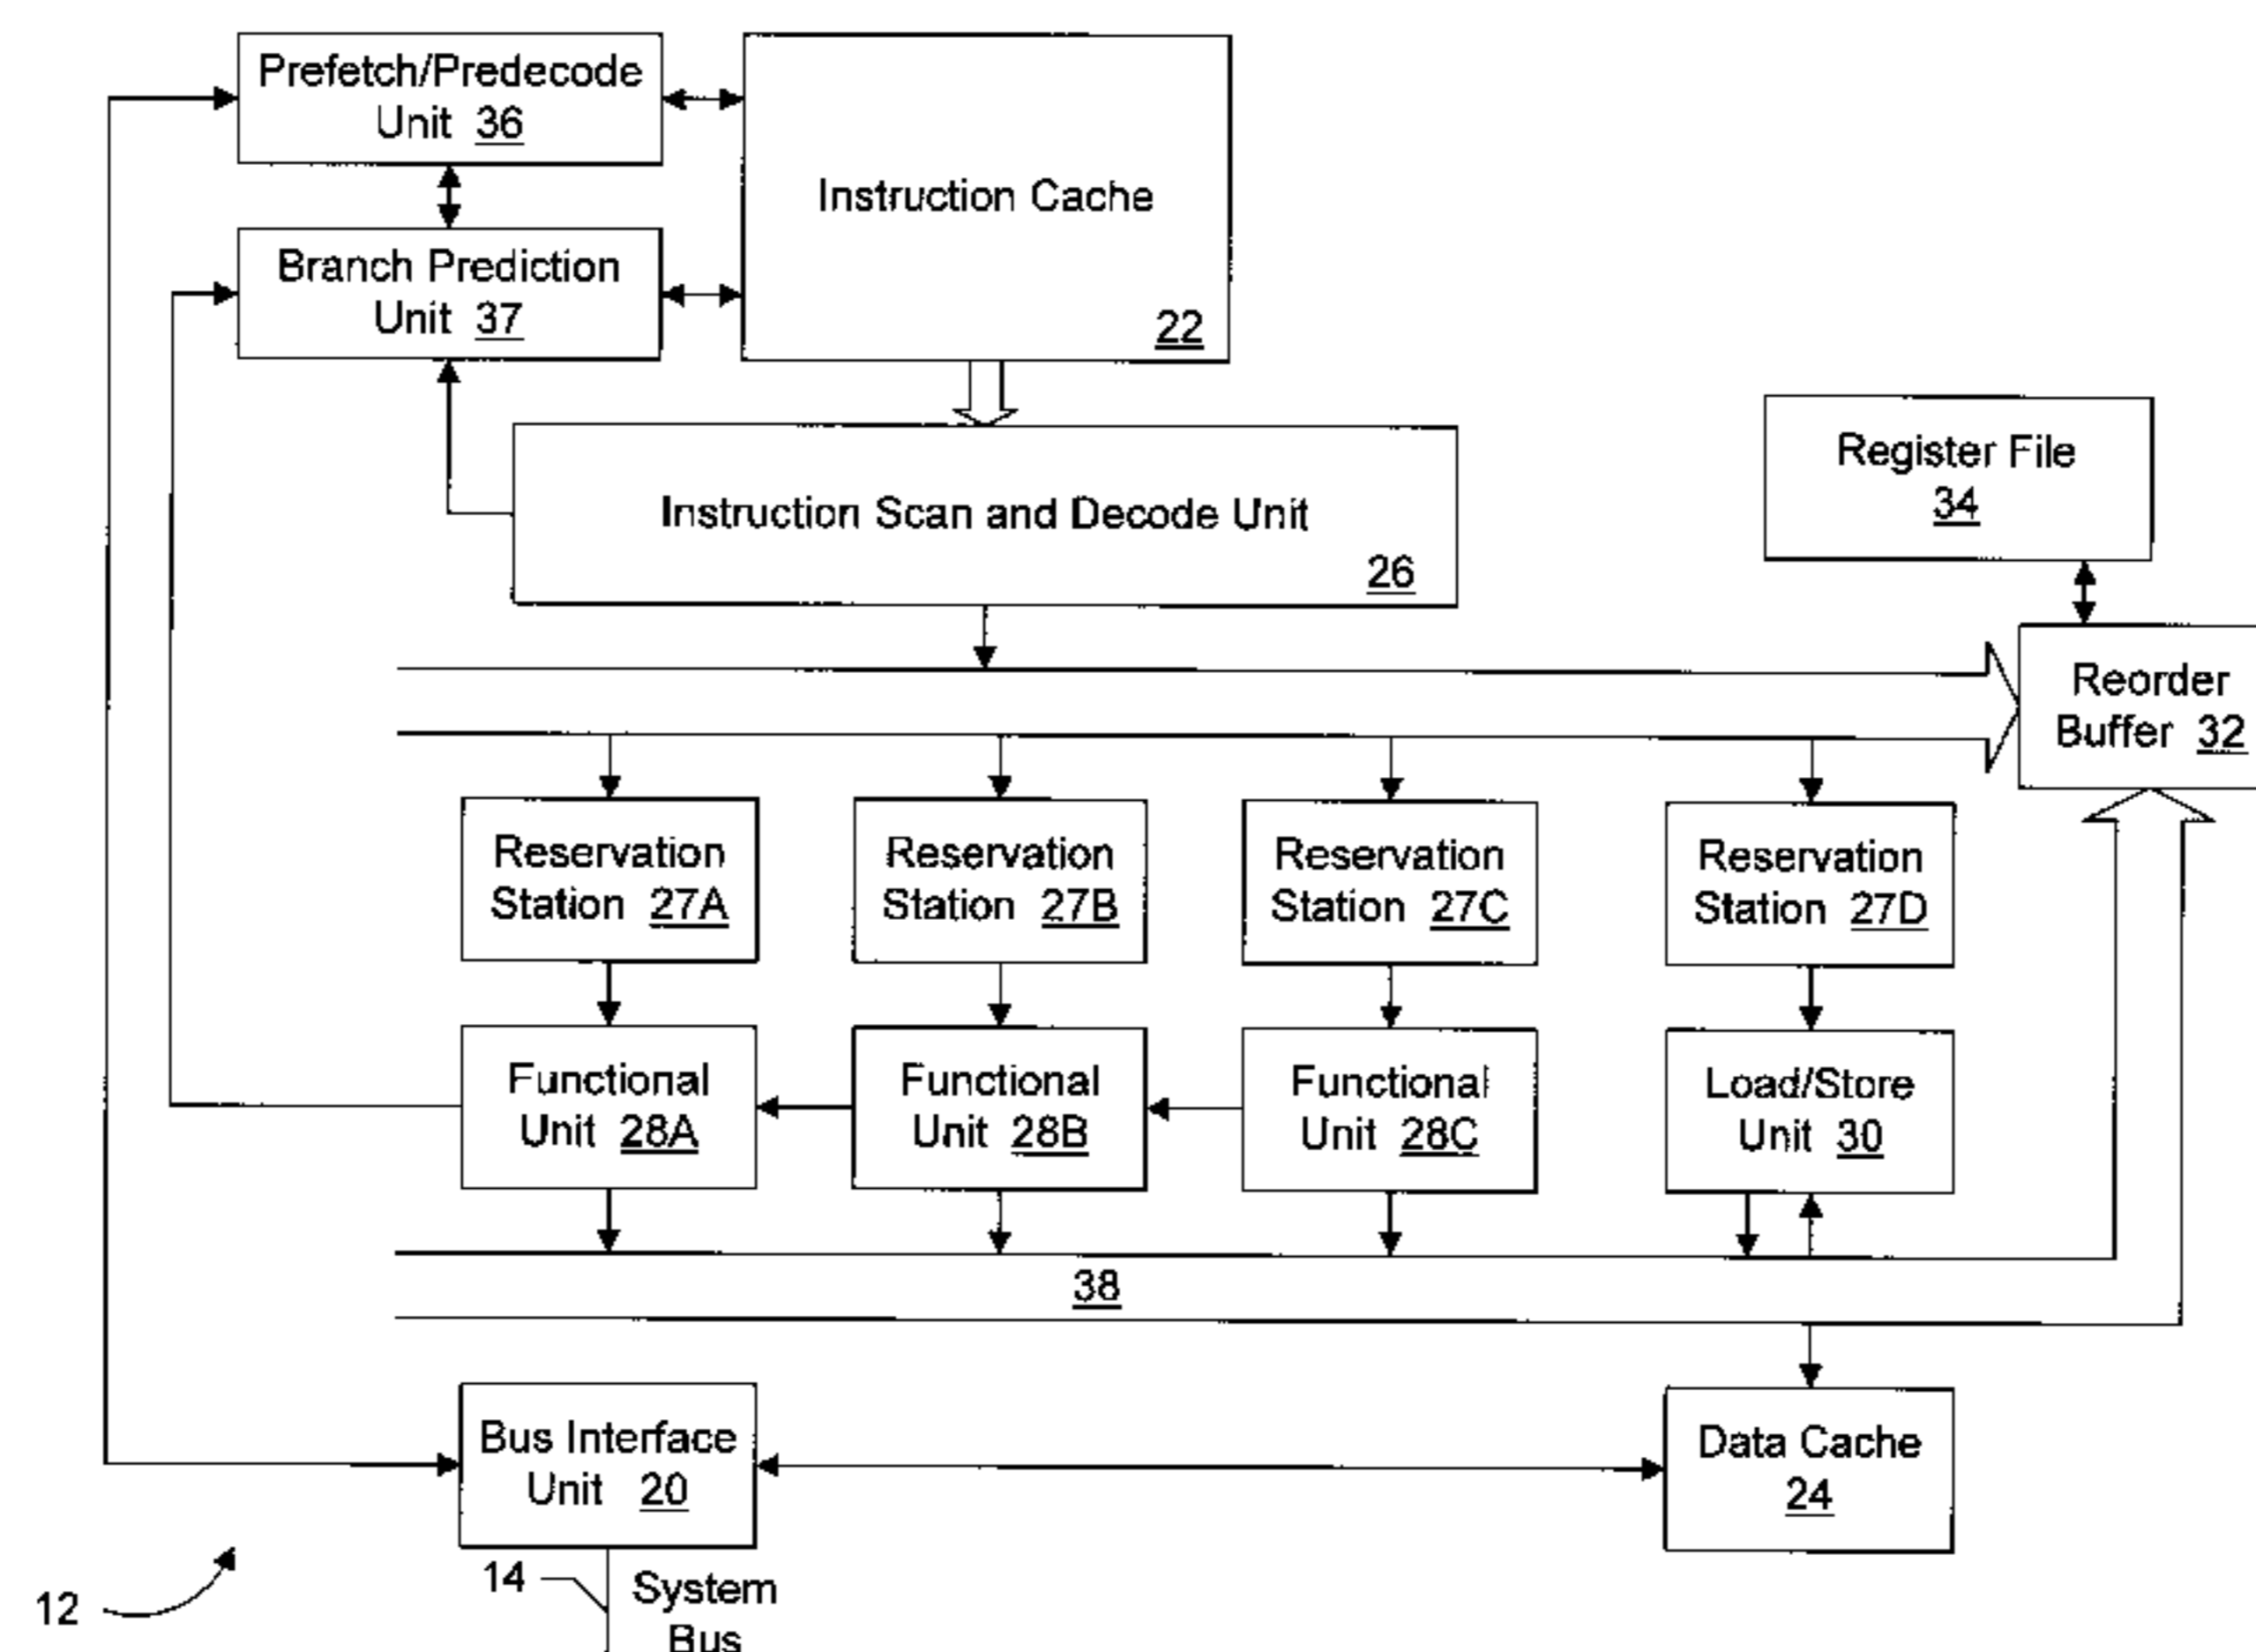 Prefetch/Predecode
Unit 36
Instruction Cache
22
Branch Prediction
Unit 37
Instruction Scan and Decode Unit
26
Register File
34
Reorder
Buffer 32
Reservation
Station 27A
Reservation
Station 27B
Reservation
Station 27C
Reservation
Station 27D
Functional
Unit 28A
Functional
Unit 28B
Functional
Unit 28C
Load/Store
Unit 30
38
Bus Interface
Unit 20
Data Cache
24
14
System
Bus
12